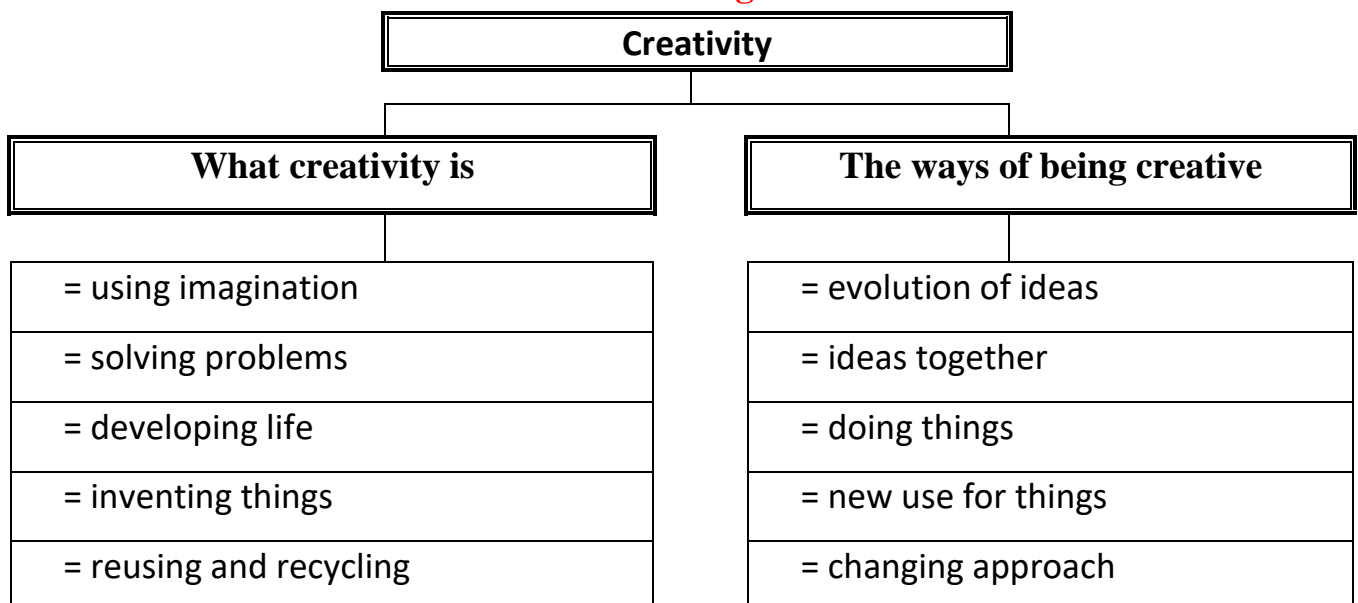 Creativity
What creativity is
The ways of being creative
= using imagination
= solving problems
= developing life
= inventing things
= reusing and recycling
= evolution of ideas
= ideas together
= doing things
= new use for things
= changing approach